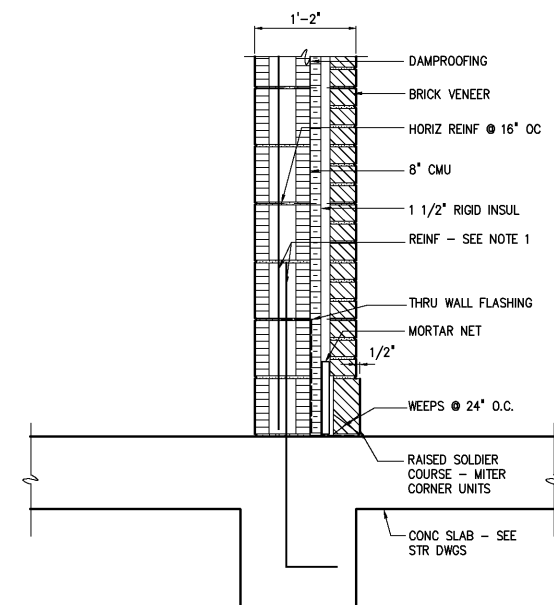 1'-2"
DAMPROOFING
BRICK VENEER
HORIZ REINF @ 16" OC
8" CMU
1 1/2" RIGID INSUL
REINF - SEE NOTE 1
THRU WALL FLASHING
MORTAR NET
1/2"
WEEPS @ 24" O.C.
RAISED SOLDIER
COURSE - MITER
CORNER UNITS
CONC SLAB - SEE
STR DWGS